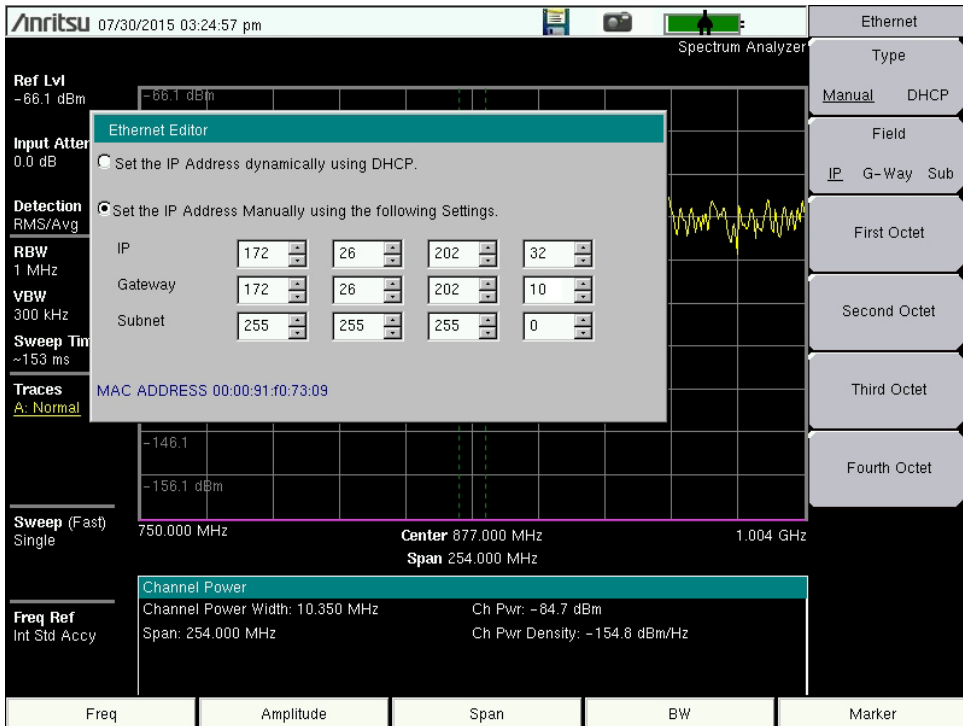 Anritsu 07/30/2015 03:24:57 pm
Spectrum Analyzer
Ref Lvl
-66.1 dBm
Input Atten
0.0 dB
Detection
RMS/Avg
RBW
1 MHz
VBW
300 kHz
Sweep Tim
~153 ms
Traces
A: Normal
Sweep (Fast)
Single
Freq Ref
Int Std Accy
-66.1 dBm
Ethernet Editor
Set the IP Address dynamically using DHCP.
Set the IP Address Manually using the following Settings.
IP 172 26 202 32
Gateway 172 26 202 10
Subnet 255 255 255 0
MAC ADDRESS 00:00:91:f0:73:09
-146.1
-156.1 dBm
750.000 MHz Center 877.000 MHz 1.004 GHz
Span 254.000 MHz
Channel Power
Channel Power Width: 10.350 MHz Ch Pwr: -84.7 dBm
Span: 254.000 MHz Ch Pwr Density: -154.8 dBm/Hz
Ethernet
Type
Manual DHCP
Field
IP G-Way Sub
First Octet
Second Octet
Third Octet
Fourth Octet
Freq Amplitude Span BW Marker